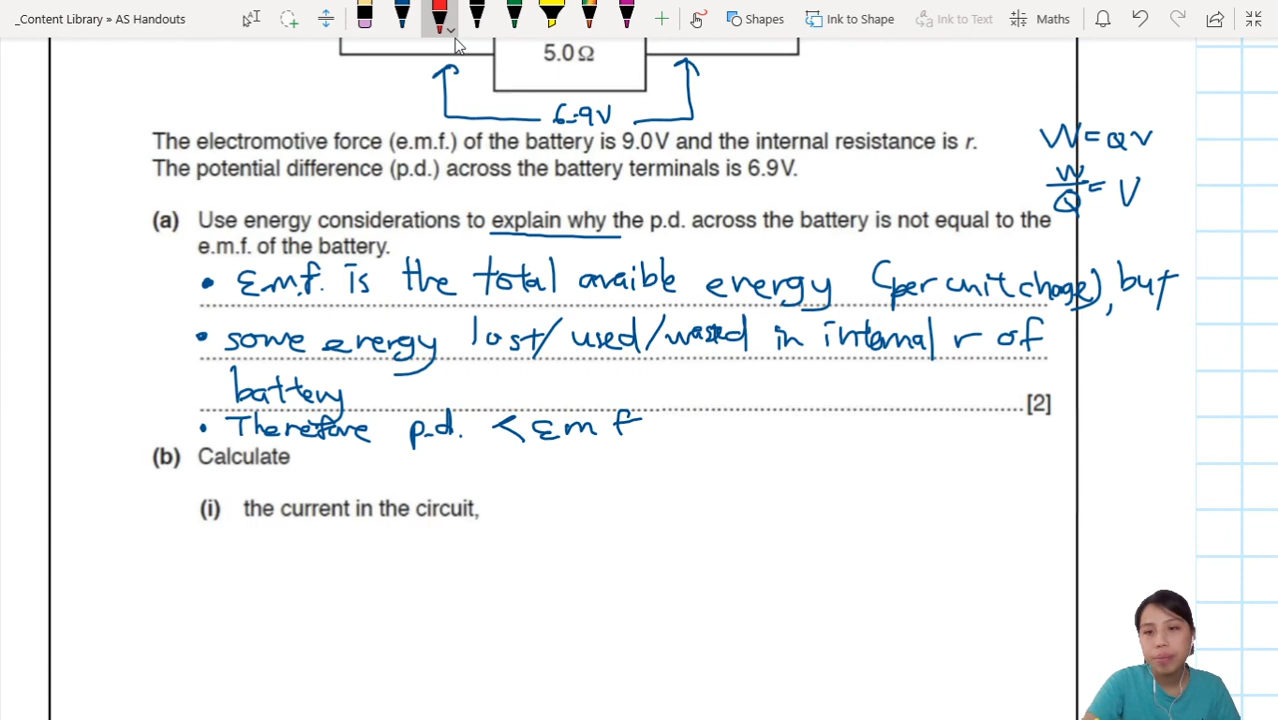 _Content Library » AS Handouts
Shapes
Ink to Shape
Ink to Text
Maths
5.0 Ω
6.9V
The electromotive force (e.m.f.) of the battery is 9.0V and the internal resistance is r.
The potential difference (p.d.) across the battery terminals is 6.9V.
W = QV
W/Q = V
(a) Use energy considerations to explain why the p.d. across the battery is not equal to the
e.m.f. of the battery.
• E.m.f. is the total avaible energy (per unit charge), but
• some energy lost/used/wasted in internal r of
battery
[2]
• Therefore p.d. < Emf
(b) Calculate
(i) the current in the circuit,